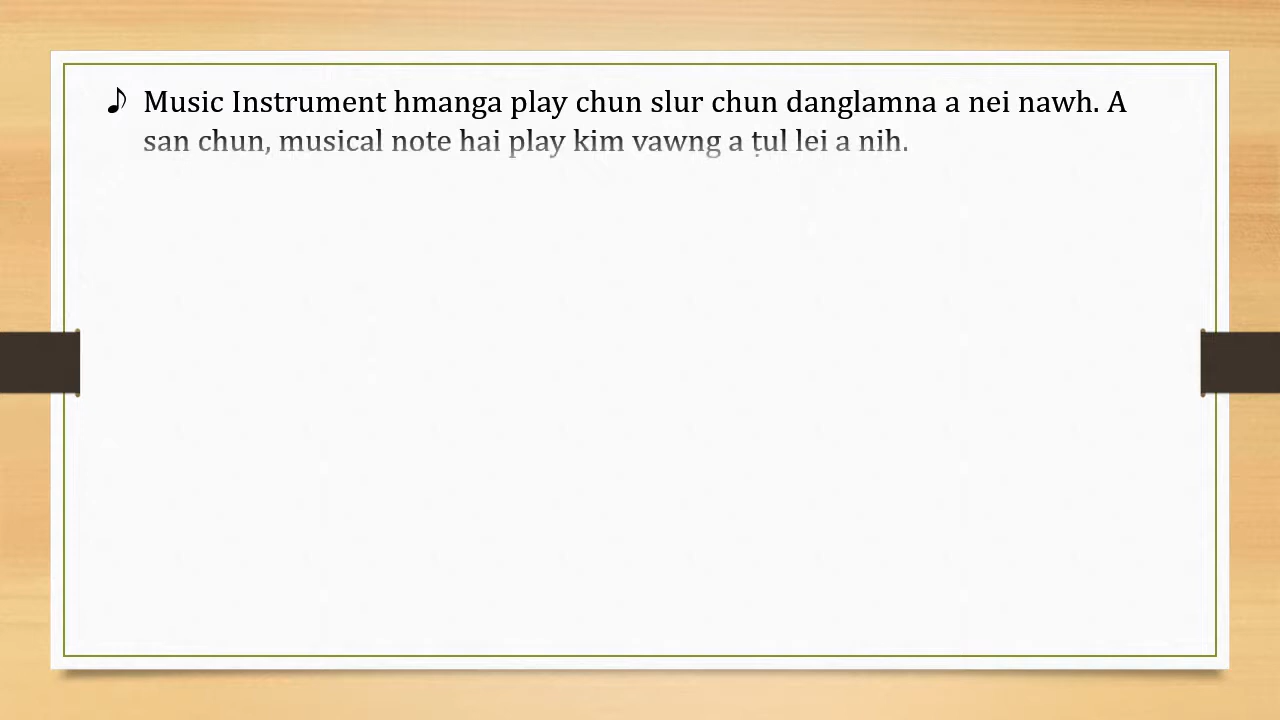 ♪ Music Instrument hmanga play chun slur chun danglamna a nei nawh. A
san chun, musical note hai play kim vawng a ṭul lei a nih.